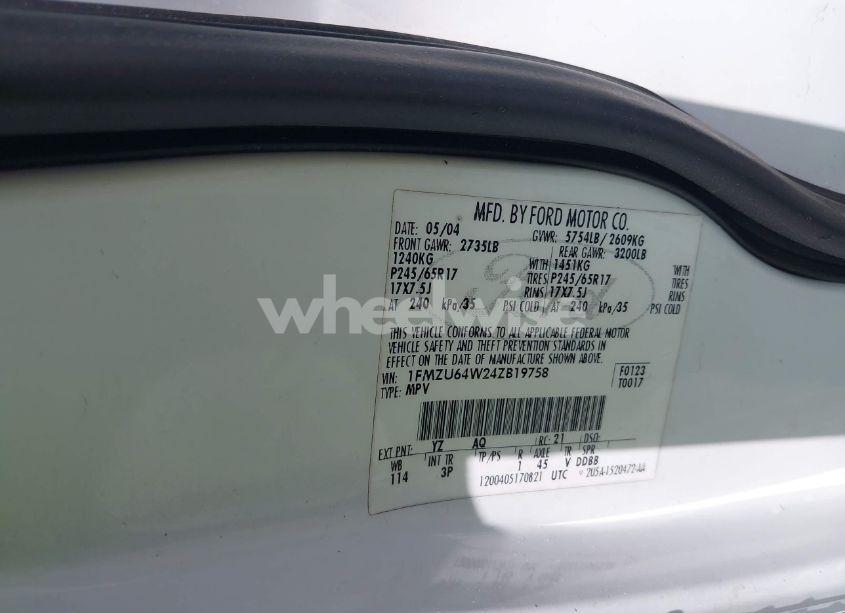 MFD. BY FORD MOTOR CO.
DATE: 05/04 GVWR: 5754LB/2609KG
FRONT GAWR: 2735LB REAR GAWR: 3200LB
1240KG WITH 1451KG WITH
P245/65R17 TIRES P245/65R17 TIRES
17X7.5J RIMS 17X7.5J RIMS
AT 240 kPa/35 PSI COLD AT 240 kPa/35 PSI COLD
THIS VEHICLE CONFORMS TO ALL APPLICABLE FEDERAL MOTOR
VEHICLE SAFETY AND THEFT PREVENTION STANDARDS IN
EFFECT ON THE DATE OF MANUFACTURE SHOWN ABOVE.
VIN: 1FMZU64W24ZB19758 F0123
TYPE: MPV T0017
EXT PNT: YZ AQ RC: 21 DSO:
WB INT TR TP/PS R AXLE TR SPR
114 3P 1 45 V DDBB
1200405170821 UTC 2U5A-1520472-AA
wheelwise